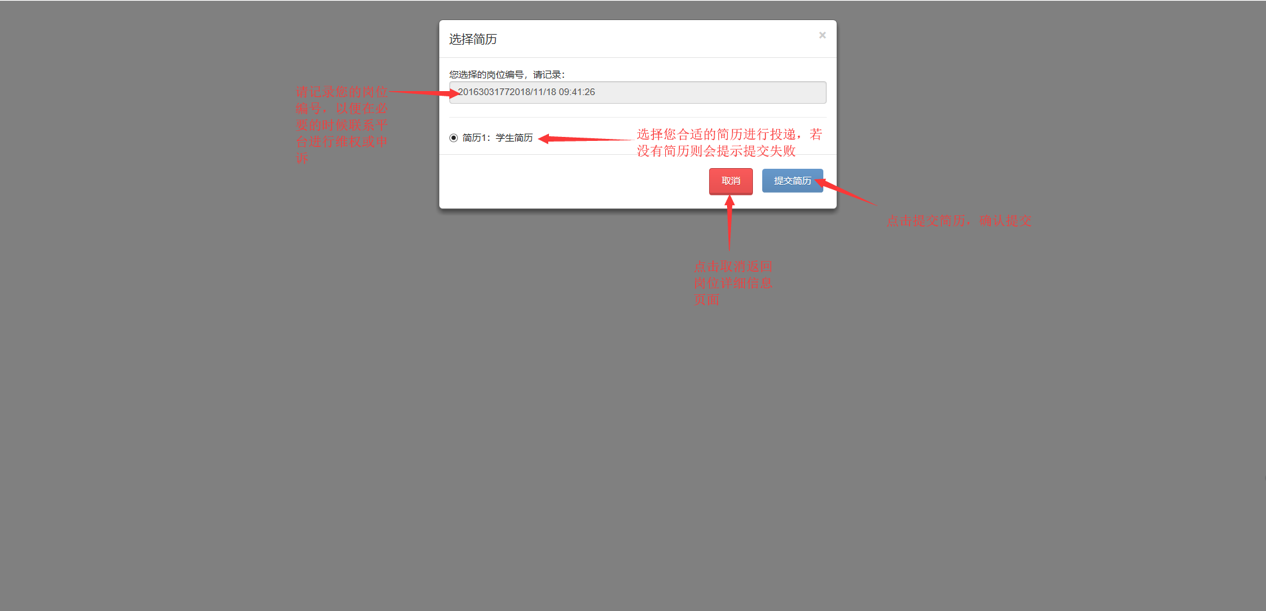 选择简历
×
您选择的岗位编号，请记录：
20163031772018/11/18 09:41:26
请记录您的岗位
编号，以便在必
要的时候联系平
台进行维权或申
诉
简历1：学生简历
选择您合适的简历进行投递，若
没有简历则会提示提交失败
取消
提交简历
点击提交简历，确认提交
点击取消返回
岗位详细信息
页面